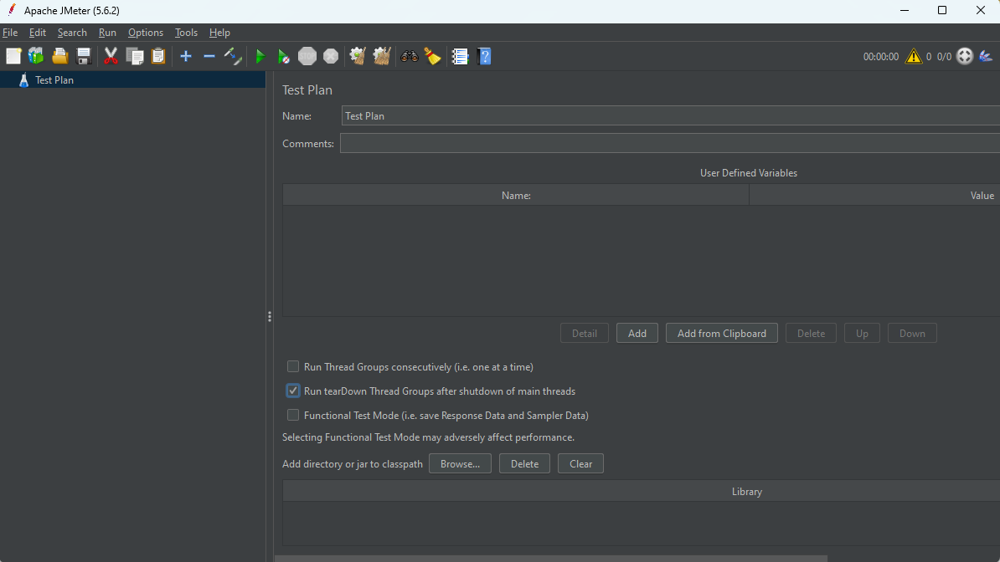 Apache JMeter (5.6.2)
File Edit Search Run Options Tools Help
STOP
?
00:00:00 0 0/0
Test Plan
Test Plan
Name: Test Plan
Comments:
User Defined Variables
Name: Value
Detail Add Add from Clipboard Delete Up Down
Run Thread Groups consecutively (i.e. one at a time)
Run tearDown Thread Groups after shutdown of main threads
Functional Test Mode (i.e. save Response Data and Sampler Data)
Selecting Functional Test Mode may adversely affect performance.
Add directory or jar to classpath Browse... Delete Clear
Library